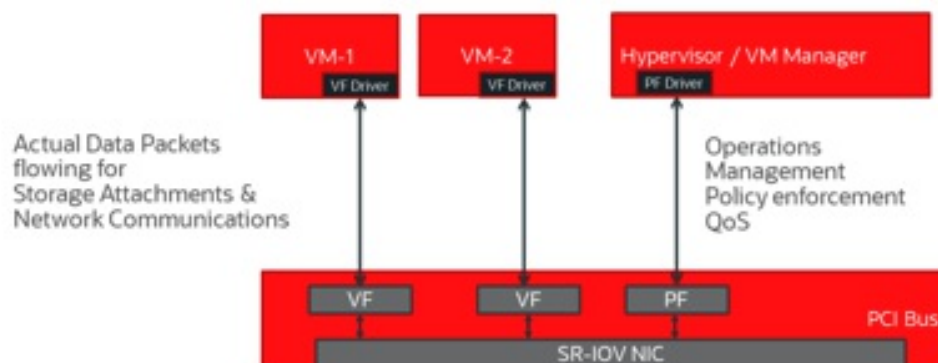 VM-1
VF Driver
VM-2
VF Driver
Hypervisor / VM Manager
PF Driver
Actual Data Packets
flowing for
Storage Attachments &
Network Communications
Operations
Management
Policy enforcement
QoS
VF
VF
PF
PCI Bus
SR-IOV NIC